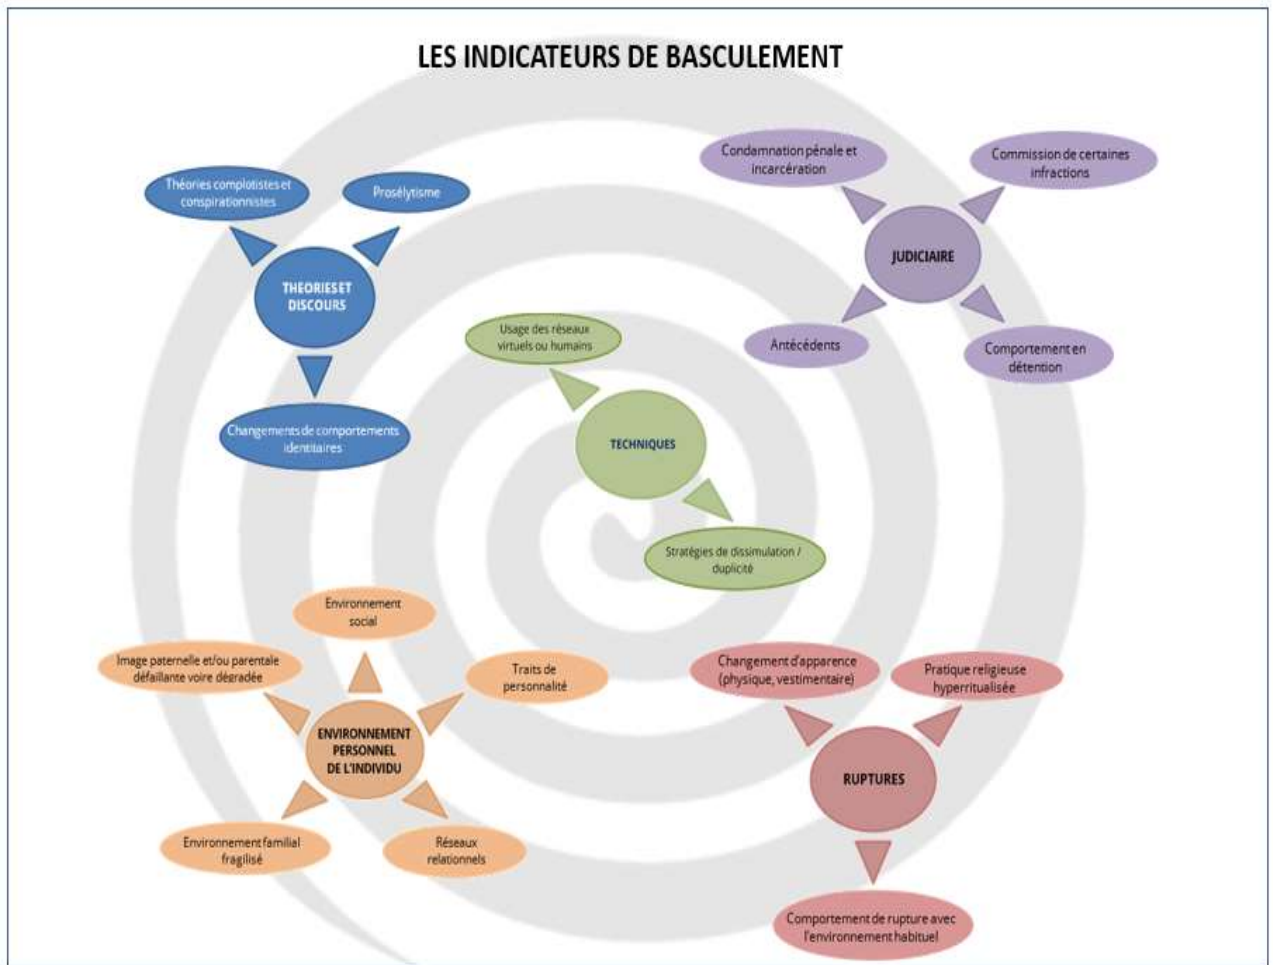 LES INDICATEURS DE BASCULEMENT
Théories complotistes et
conspirationnistes
Prosélytisme
THEORIES ET
DISCOURS
Changements de comportements
identitaires
Condamnation pénale et
incarcération
Commission de certaines
infractions
JUDICIAIRE
Antécédents
Comportement en
détention
Usage des réseaux
virtuels ou humains
TECHNIQUES
Stratégies de dissimulation /
duplicité
Environnement
social
Image paternelle et/ou parentale
défaillante voire dégradée
Traits de
personnalité
ENVIRONNEMENT
PERSONNEL
DE L'INDIVIDU
Environnement familial
fragilisé
Réseaux
relationnels
Changement d'apparence
(physique, vestimentaire)
Pratique religieuse
hyperritualisée
RUPTURES
Comportement de rupture avec
l'environnement habituel